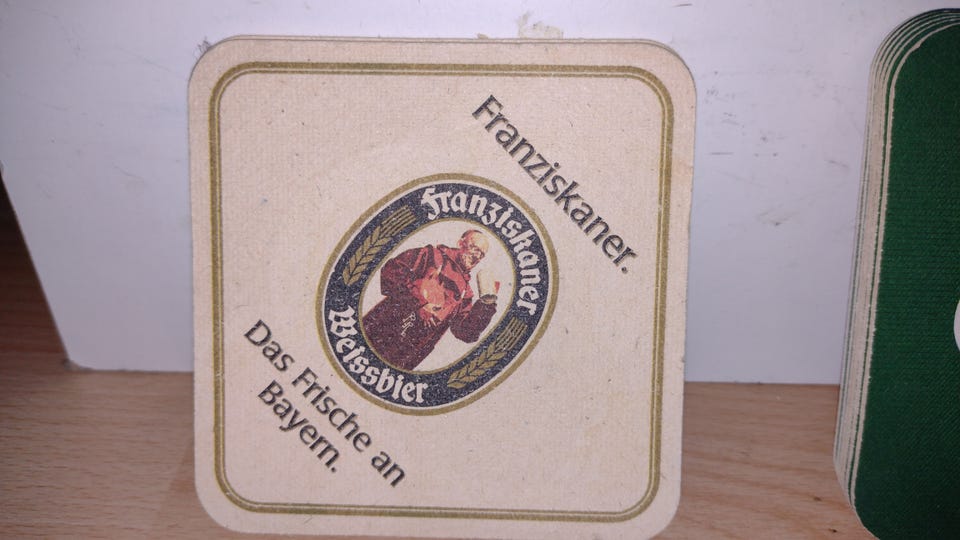 Franziskaner.
Franziskaner
Weissbier
Das Frische an
Bayern.